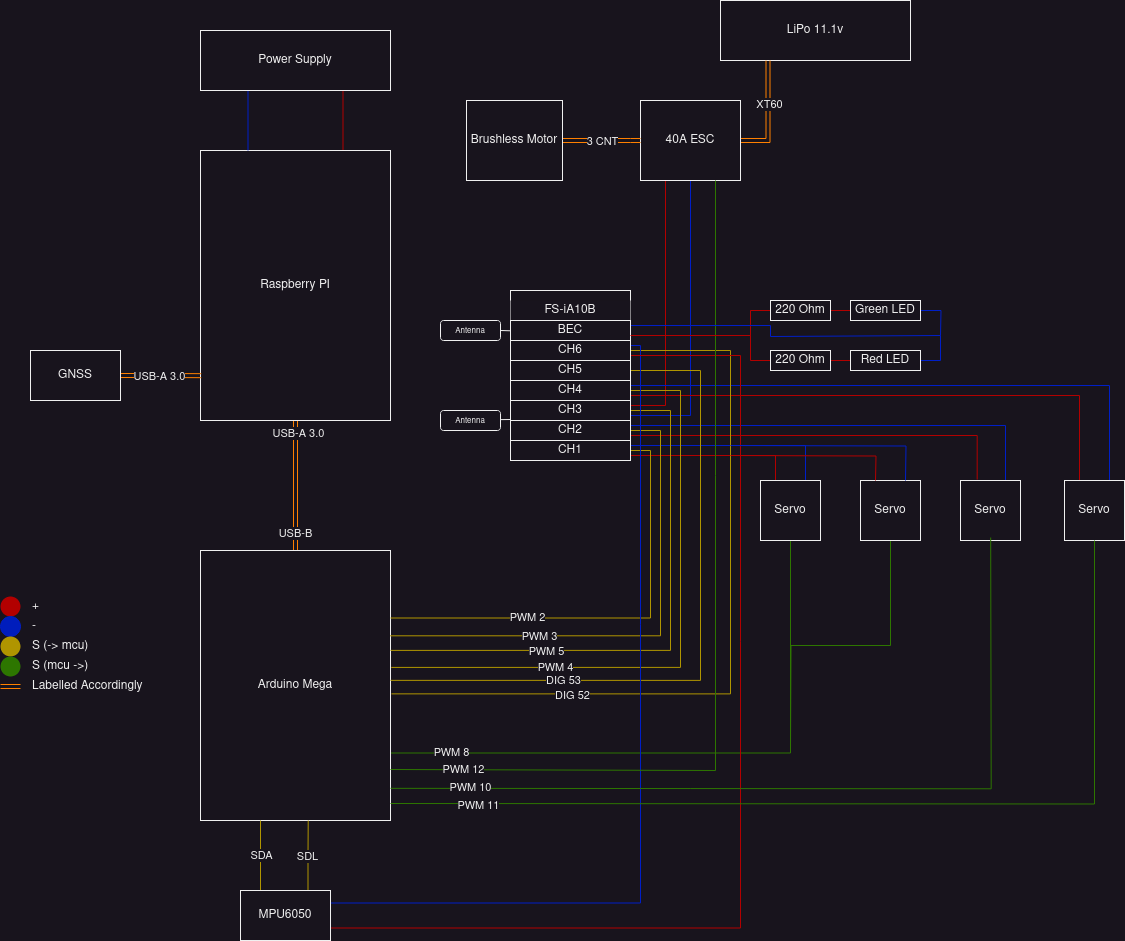 LiPo 11.1v
Power Supply
XT60
Brushless Motor
3 CNT
40A ESC
Raspberry PI
FS-iA10B
BEC
CH6
CH5
CH4
CH3
CH2
CH1
Antenna
Antenna
220 Ohm
Green LED
220 Ohm
Red LED
GNSS
USB-A 3.0
USB-A 3.0
USB-B
Servo
Servo
Servo
Servo
+
-
S (-> mcu)
S (mcu ->)
Labelled Accordingly
Arduino Mega
PWM 2
PWM 3
PWM 5
PWM 4
DIG 53
DIG 52
PWM 8
PWM 12
PWM 10
PWM 11
SDA
SDL
MPU6050